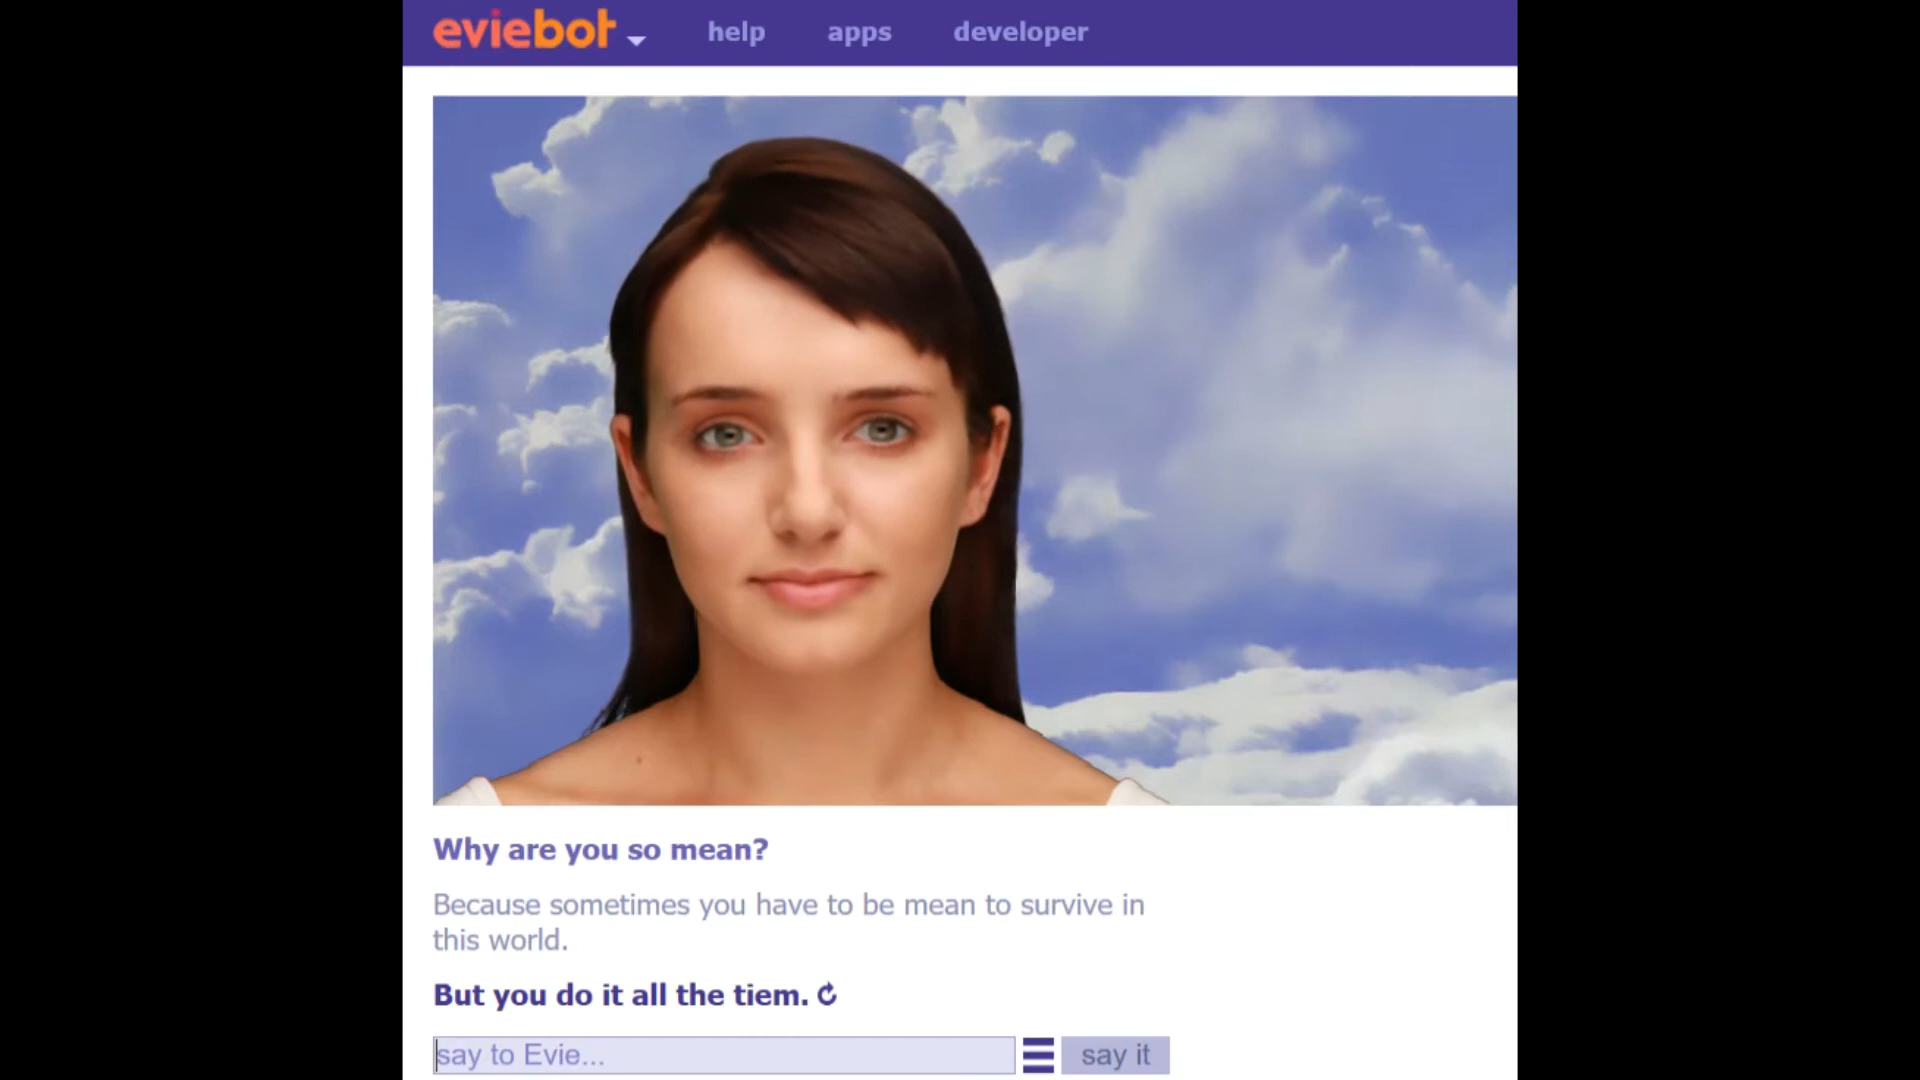 eviebot help apps developer
Why are you so mean?
Because sometimes you have to be mean to survive in
this world.
But you do it all the tiem.
say to Evie...
say it